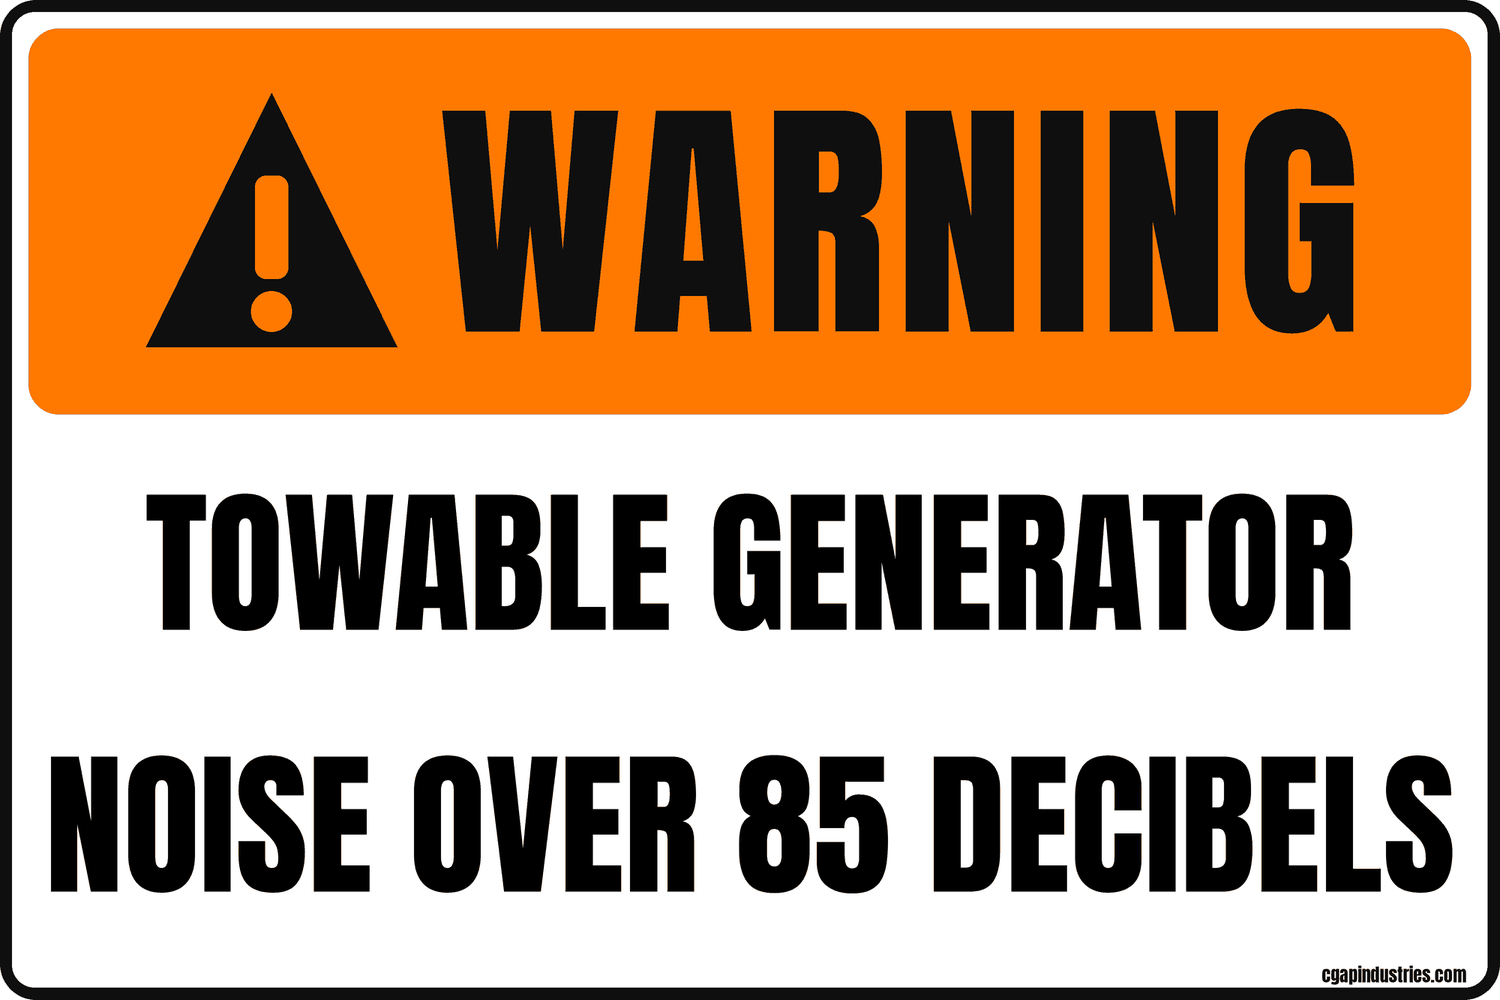 WARNING
TOWABLE GENERATOR
NOISE OVER 85 DECIBELS
cgapindustries.com